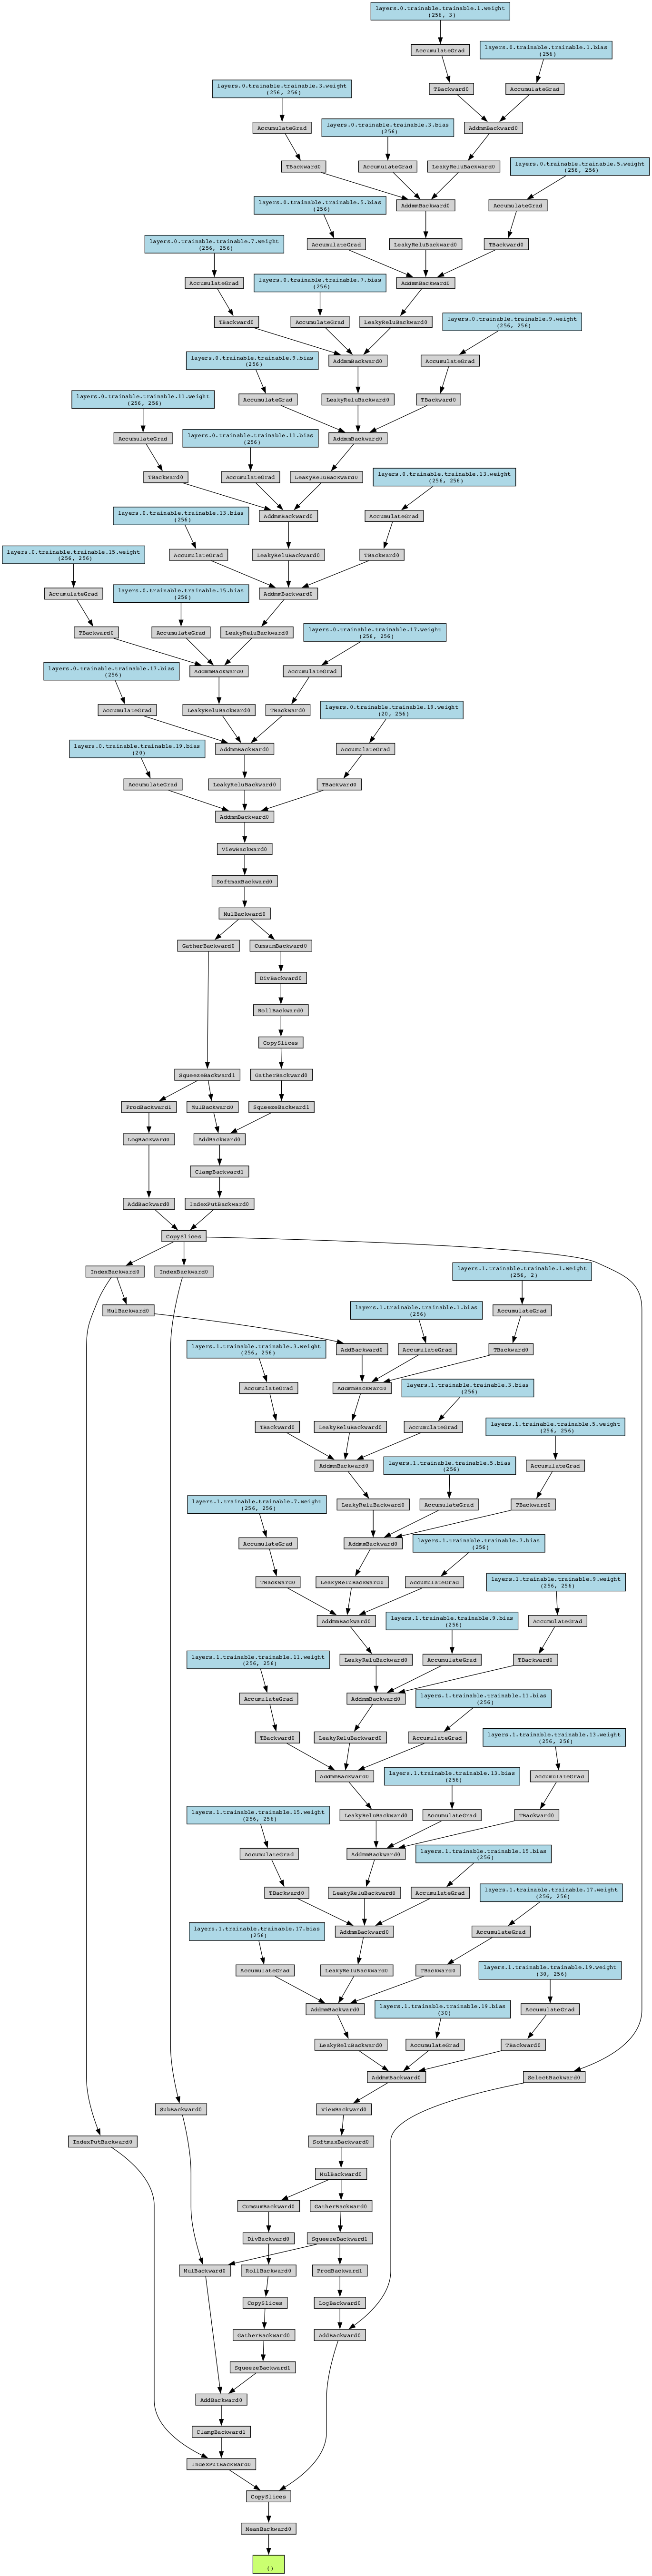 layers.0.trainable.trainable.1.weight
(256, 3)
AccumulateGrad
layers.0.trainable.trainable.1.bias
(256)
TBackward0
AccumulateGrad
layers.0.trainable.trainable.3.weight
(256, 256)
AccumulateGrad
layers.0.trainable.trainable.3.bias
(256)
AddmmBackward0
TBackward0
AccumulateGrad
LeakyReluBackward0
layers.0.trainable.trainable.5.weight
(256, 256)
layers.0.trainable.trainable.5.bias
(256)
AddmmBackward0
AccumulateGrad
layers.0.trainable.trainable.7.weight
(256, 256)
AccumulateGrad
LeakyReluBackward0
TBackward0
AccumulateGrad
layers.0.trainable.trainable.7.bias
(256)
AddmmBackward0
TBackward0
AccumulateGrad
LeakyReluBackward0
layers.0.trainable.trainable.9.weight
(256, 256)
layers.0.trainable.trainable.9.bias
(256)
AddmmBackward0
AccumulateGrad
layers.0.trainable.trainable.11.weight
(256, 256)
AccumulateGrad
LeakyReluBackward0
TBackward0
AccumulateGrad
layers.0.trainable.trainable.11.bias
(256)
AddmmBackward0
TBackward0
AccumulateGrad
LeakyReluBackward0
layers.0.trainable.trainable.13.weight
(256, 256)
layers.0.trainable.trainable.13.bias
(256)
AddmmBackward0
AccumulateGrad
layers.0.trainable.trainable.15.weight
(256, 256)
AccumulateGrad
LeakyReluBackward0
TBackward0
AccumulateGrad
layers.0.trainable.trainable.15.bias
(256)
AddmmBackward0
TBackward0
AccumulateGrad
LeakyReluBackward0
layers.0.trainable.trainable.17.weight
(256, 256)
layers.0.trainable.trainable.17.bias
(256)
AddmmBackward0
AccumulateGrad
AccumulateGrad
LeakyReluBackward0
TBackward0
layers.0.trainable.trainable.19.weight
(20, 256)
layers.0.trainable.trainable.19.bias
(20)
AddmmBackward0
AccumulateGrad
AccumulateGrad
LeakyReluBackward0
TBackward0
AddmmBackward0
ViewBackward0
SoftmaxBackward0
MulBackward0
GatherBackward0
CumsumBackward0
DivBackward0
RollBackward0
CopySlices
SqueezeBackward1
GatherBackward0
ProdBackward1
MulBackward0
SqueezeBackward1
LogBackward0
AddBackward0
ClampBackward1
AddBackward0
IndexPutBackward0
CopySlices
IndexBackward0
IndexBackward0
layers.1.trainable.trainable.1.weight
(256, 2)
MulBackward0
layers.1.trainable.trainable.1.bias
(256)
AccumulateGrad
layers.1.trainable.trainable.3.weight
(256, 256)
AddBackward0
AccumulateGrad
TBackward0
AccumulateGrad
AddmmBackward0
layers.1.trainable.trainable.3.bias
(256)
TBackward0
LeakyReluBackward0
AccumulateGrad
layers.1.trainable.trainable.5.weight
(256, 256)
AddmmBackward0
layers.1.trainable.trainable.5.bias
(256)
AccumulateGrad
layers.1.trainable.trainable.7.weight
(256, 256)
LeakyReluBackward0
AccumulateGrad
TBackward0
AccumulateGrad
AddmmBackward0
layers.1.trainable.trainable.7.bias
(256)
TBackward0
LeakyReluBackward0
AccumulateGrad
layers.1.trainable.trainable.9.weight
(256, 256)
AddmmBackward0
layers.1.trainable.trainable.9.bias
(256)
AccumulateGrad
layers.1.trainable.trainable.11.weight
(256, 256)
LeakyReluBackward0
AccumulateGrad
TBackward0
AccumulateGrad
AddmmBackward0
layers.1.trainable.trainable.11.bias
(256)
TBackward0
LeakyReluBackward0
AccumulateGrad
layers.1.trainable.trainable.13.weight
(256, 256)
AddmmBackward0
layers.1.trainable.trainable.13.bias
(256)
AccumulateGrad
layers.1.trainable.trainable.15.weight
(256, 256)
LeakyReluBackward0
AccumulateGrad
TBackward0
AccumulateGrad
AddmmBackward0
layers.1.trainable.trainable.15.bias
(256)
TBackward0
LeakyReluBackward0
AccumulateGrad
layers.1.trainable.trainable.17.weight
(256, 256)
layers.1.trainable.trainable.17.bias
(256)
AddmmBackward0
AccumulateGrad
AccumulateGrad
LeakyReluBackward0
TBackward0
layers.1.trainable.trainable.19.weight
(30, 256)
AddmmBackward0
layers.1.trainable.trainable.19.bias
(30)
AccumulateGrad
LeakyReluBackward0
AccumulateGrad
TBackward0
AddmmBackward0
SelectBackward0
SubBackward0
ViewBackward0
IndexPutBackward0
SoftmaxBackward0
MulBackward0
CumsumBackward0
GatherBackward0
DivBackward0
SqueezeBackward1
MulBackward0
RollBackward0
ProdBackward1
CopySlices
LogBackward0
GatherBackward0
AddBackward0
SqueezeBackward1
AddBackward0
ClampBackward1
IndexPutBackward0
CopySlices
MeanBackward0
()